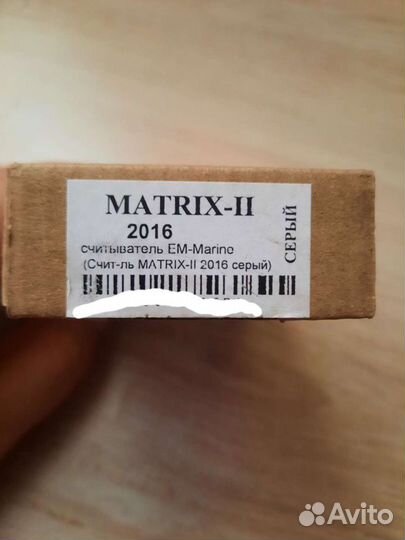 MATRIX-II
2016
считыватель EM-Marine
(Счит-ль MATRIX-II 2016 серый)
СЕРЫЙ
Avito